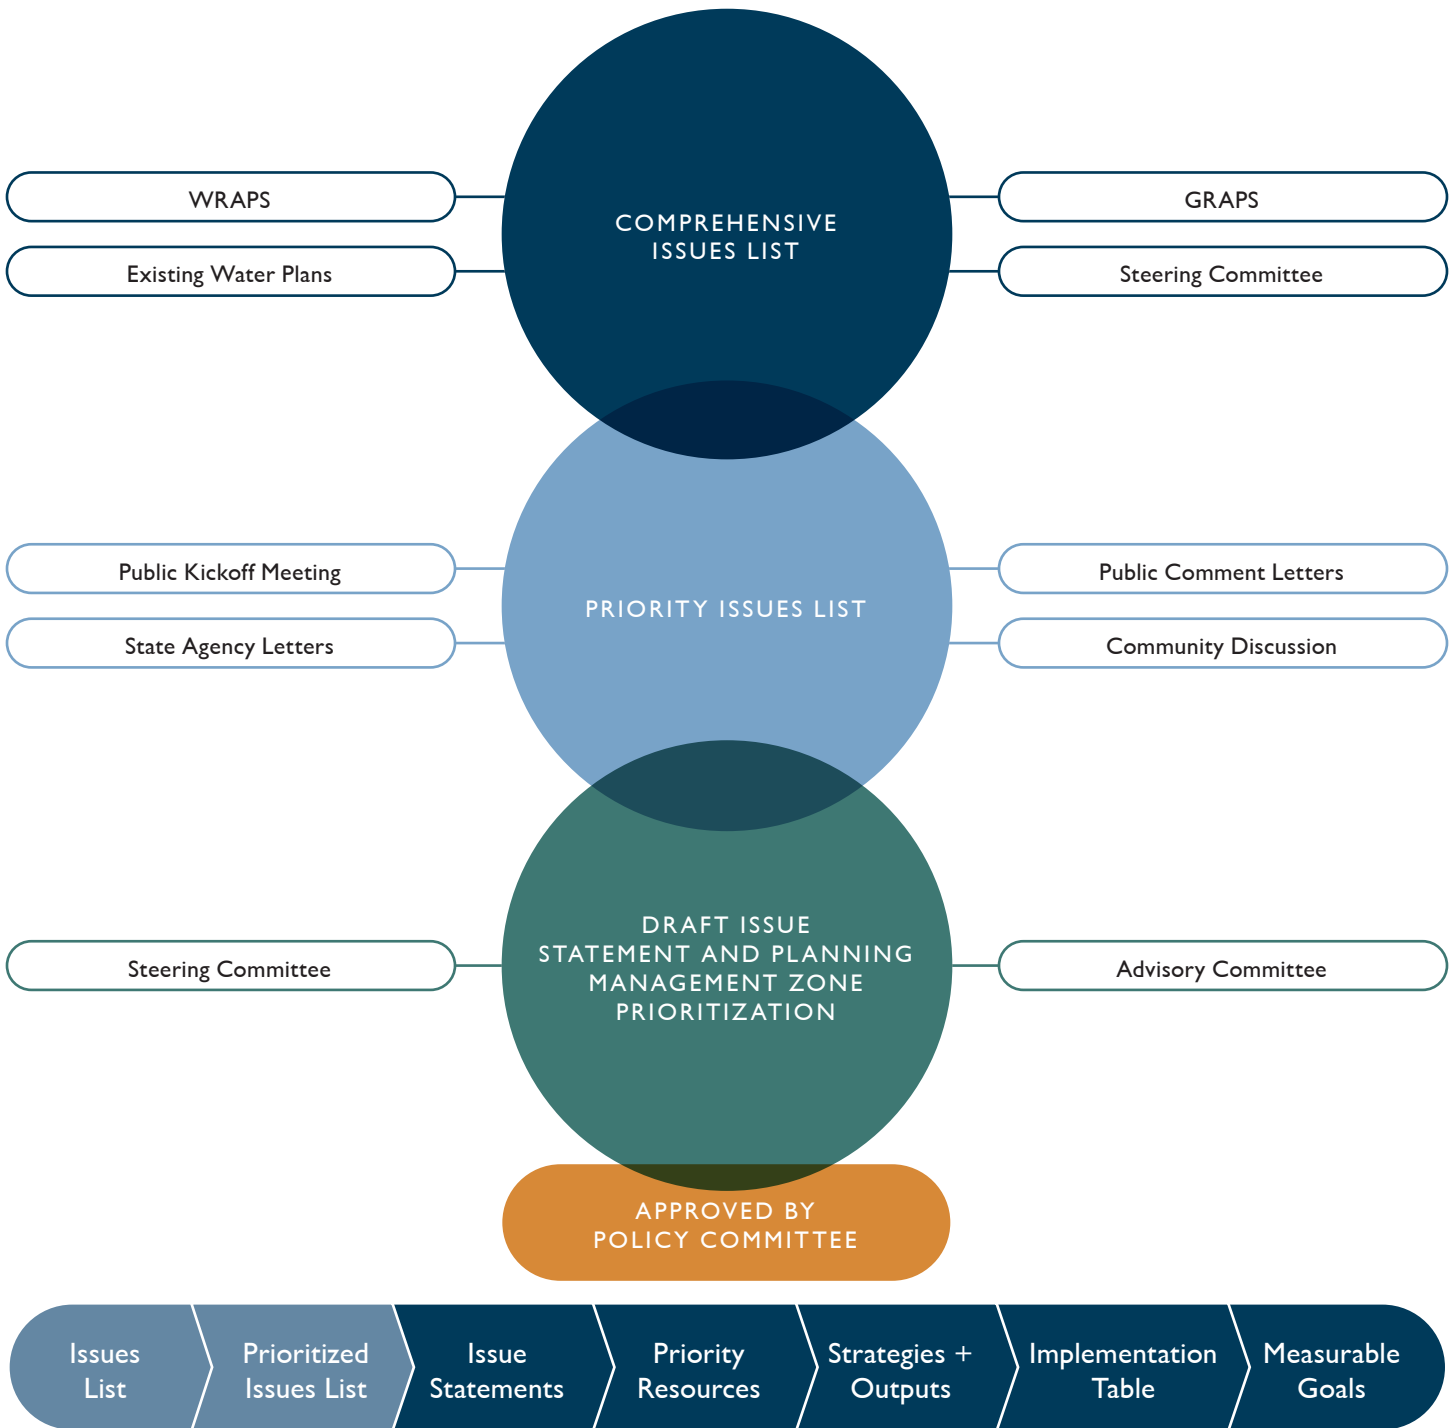 WRAPS
Existing Water Plans
COMPREHENSIVE
ISSUES LIST
GRAPS
Steering Committee
Public Kickoff Meeting
State Agency Letters
PRIORITY ISSUES LIST
Public Comment Letters
Community Discussion
Steering Committee
DRAFT ISSUE
STATEMENT AND PLANNING
MANAGEMENT ZONE
PRIORITIZATION
Advisory Committee
APPROVED BY
POLICY COMMITTEE
Issues
List
Prioritized
Issues List
Issue
Statements
Priority
Resources
Strategies +
Outputs
Implementation
Table
Measurable
Goals